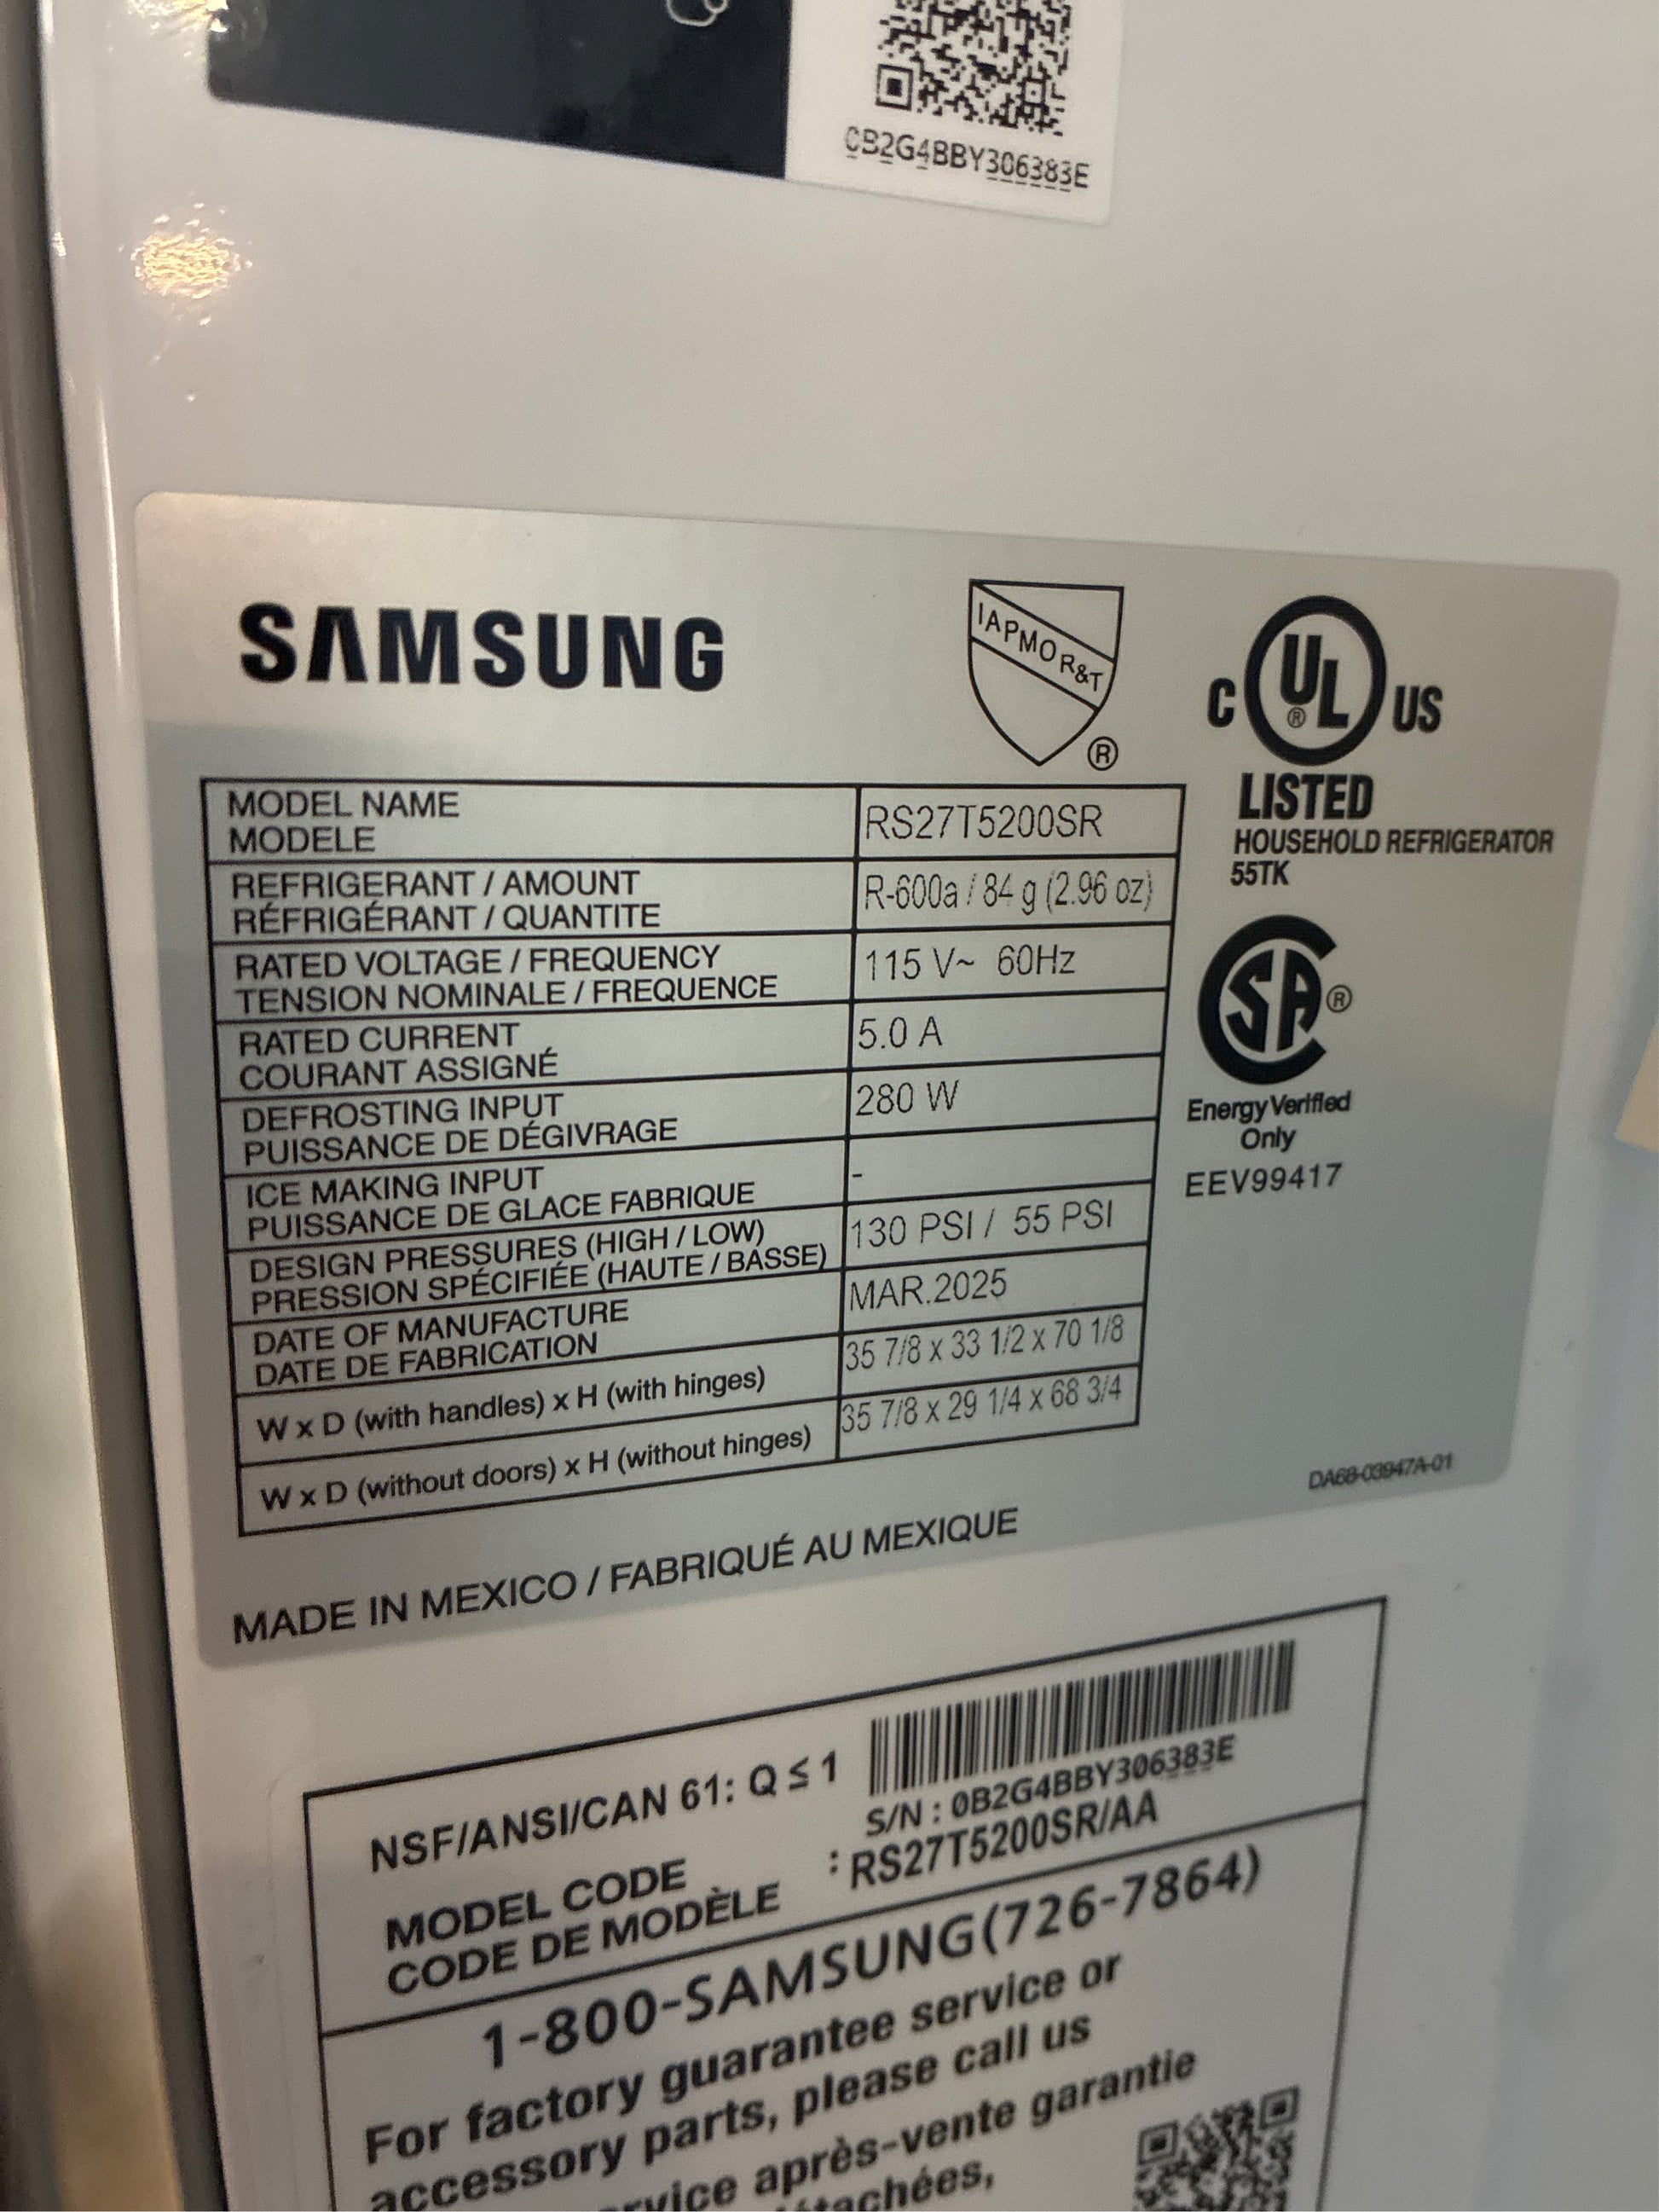 0B2G4BBY306383E
SAMSUNG
IAPMO R&T
®
C UL® US
LISTED
HOUSEHOLD REFRIGERATOR
55TK
MODEL NAME
MODELE
RS27T5200SR
REFRIGERANT / AMOUNT
RÉFRIGÉRANT / QUANTITE
R-600a / 84 g (2.96 oz)
RATED VOLTAGE / FREQUENCY
TENSION NOMINALE / FREQUENCE
115 V~ 60Hz
RATED CURRENT
COURANT ASSIGNÉ
5.0 A
DEFROSTING INPUT
PUISSANCE DE DÉGIVRAGE
280 W
ICE MAKING INPUT
PUISSANCE DE GLACE FABRIQUE
-
DESIGN PRESSURES (HIGH / LOW)
PRESSION SPÉCIFIÉE (HAUTE / BASSE)
130 PSI / 55 PSI
DATE OF MANUFACTURE
DATE DE FABRICATION
MAR.2025
W x D (with handles) x H (with hinges)
35 7/8 x 33 1/2 x 70 1/8
W x D (without doors) x H (without hinges)
35 7/8 x 29 1/4 x 68 3/4
SA®
Energy Verified
Only
EEV99417
DA68-03947A-01
MADE IN MEXICO / FABRIQUÉ AU MEXIQUE
NSF/ANSI/CAN 61: Q ≤ 1
S/N : 0B2G4BBY306383E
MODEL CODE
CODE DE MODÈLE
: RS27T5200SR/AA
1-800-SAMSUNG(726-7864)
For factory guarantee service or
accessory parts, please call us
après-vente garantie